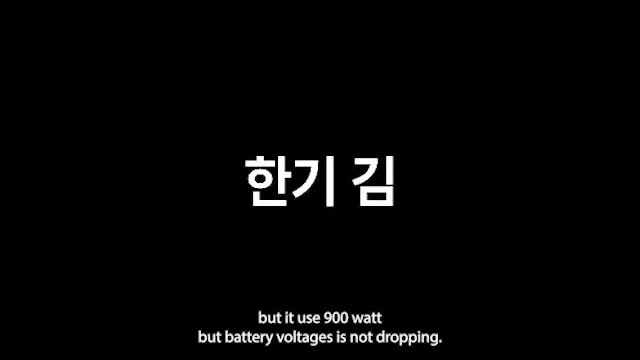 한기 김
but it use 900 watt
but battery voltages is not dropping.